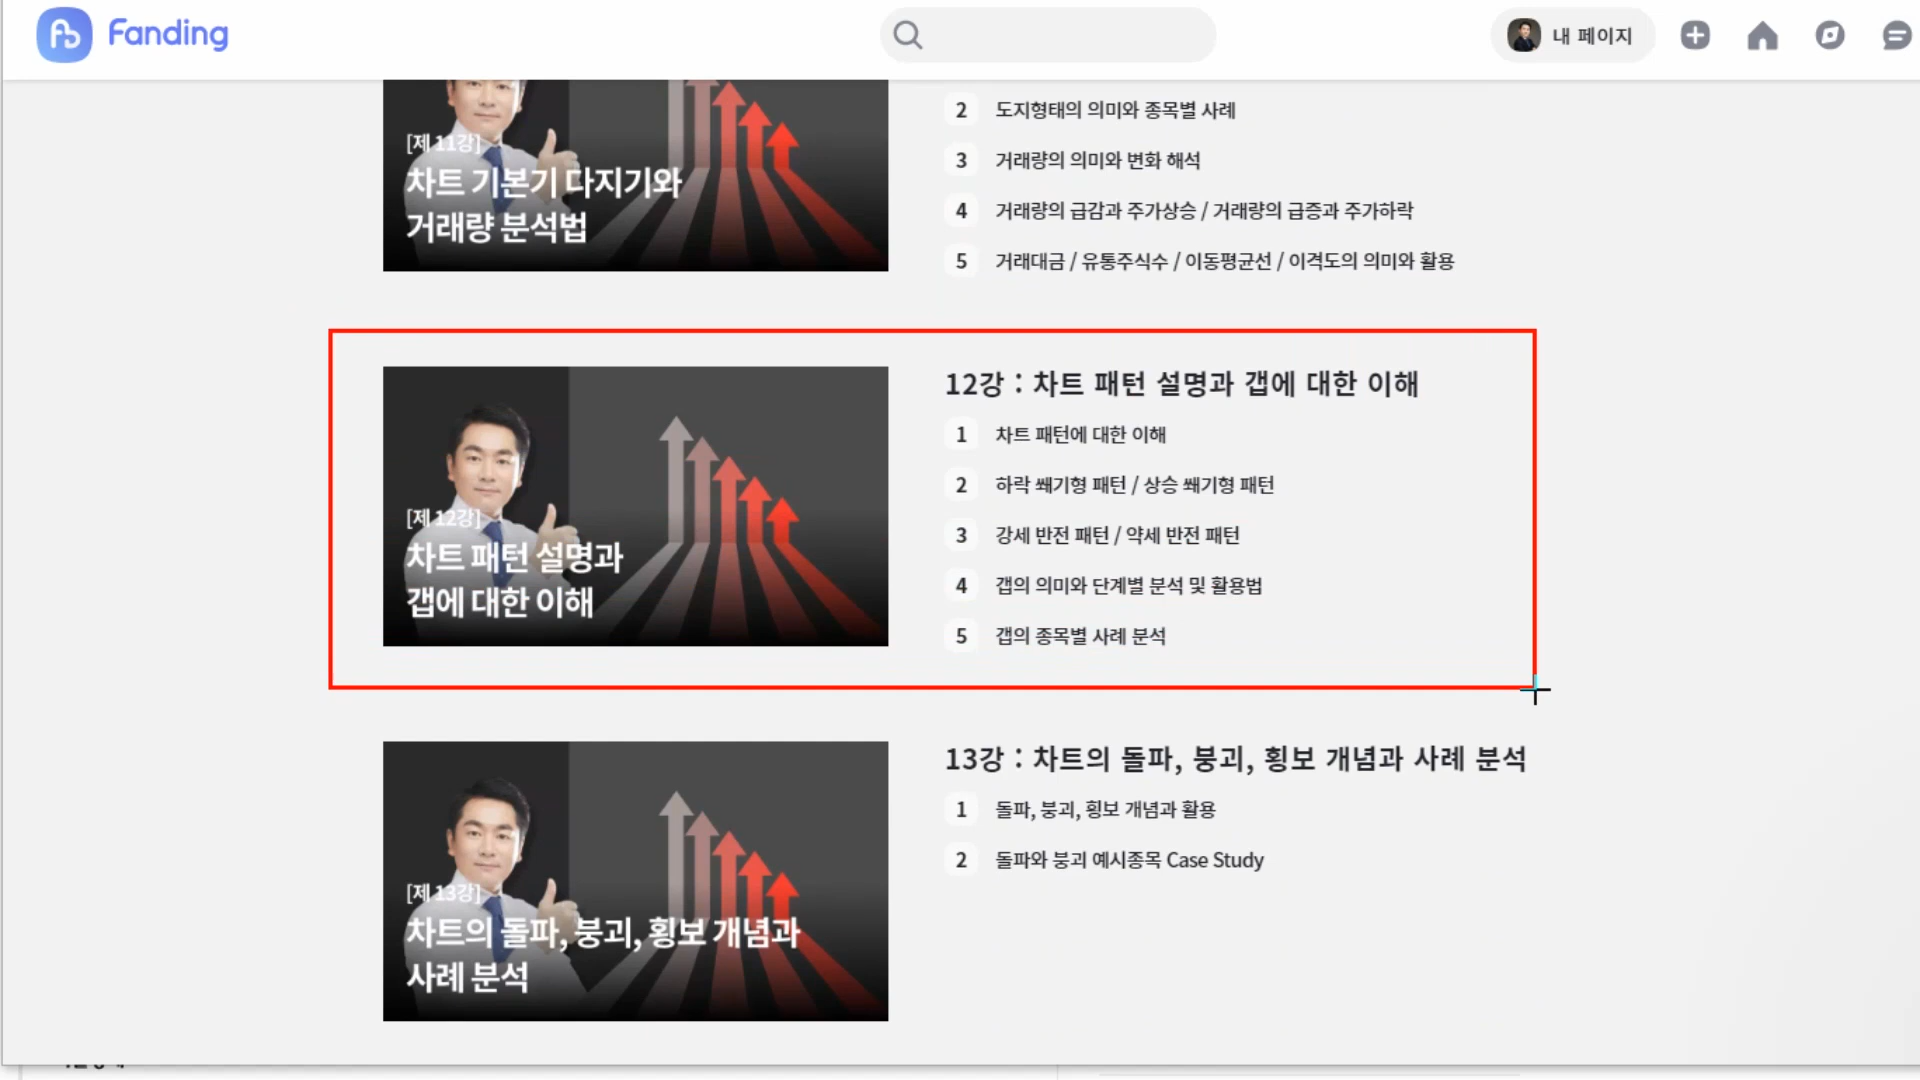 Fanding
내 페이지
[제 11강]
차트 기본기 다지기와
거래량 분석법
2 도지형태의 의미와 종목별 사례
3 거래량의 의미와 변화 해석
4 거래량의 급감과 주가상승 / 거래량의 급증과 주가하락
5 거래대금 / 유통주식수 / 이동평균선 / 이격도의 의미와 활용
[제 12강]
차트 패턴 설명과
갭에 대한 이해
12강 : 차트 패턴 설명과 갭에 대한 이해
1 차트 패턴에 대한 이해
2 하락 쐐기형 패턴 / 상승 쐐기형 패턴
3 강세 반전 패턴 / 약세 반전 패턴
4 갭의 의미와 단계별 분석 및 활용법
5 갭의 종목별 사례 분석
[제 13강]
차트의 돌파, 붕괴, 횡보 개념과
사례 분석
13강 : 차트의 돌파, 붕괴, 횡보 개념과 사례 분석
1 돌파, 붕괴, 횡보 개념과 활용
2 돌파와 붕괴 예시종목 Case Study